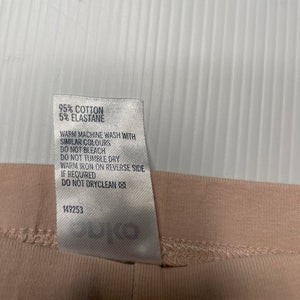 95% COTTON
5% ELASTANE
WARM MACHINE WASH WITH
SIMILAR COLOURS
DO NOT BLEACH
DO NOT TUMBLE DRY
WARM IRON ON REVERSE SIDE
IF REQUIRED
DO NOT DRYCLEAN
149253